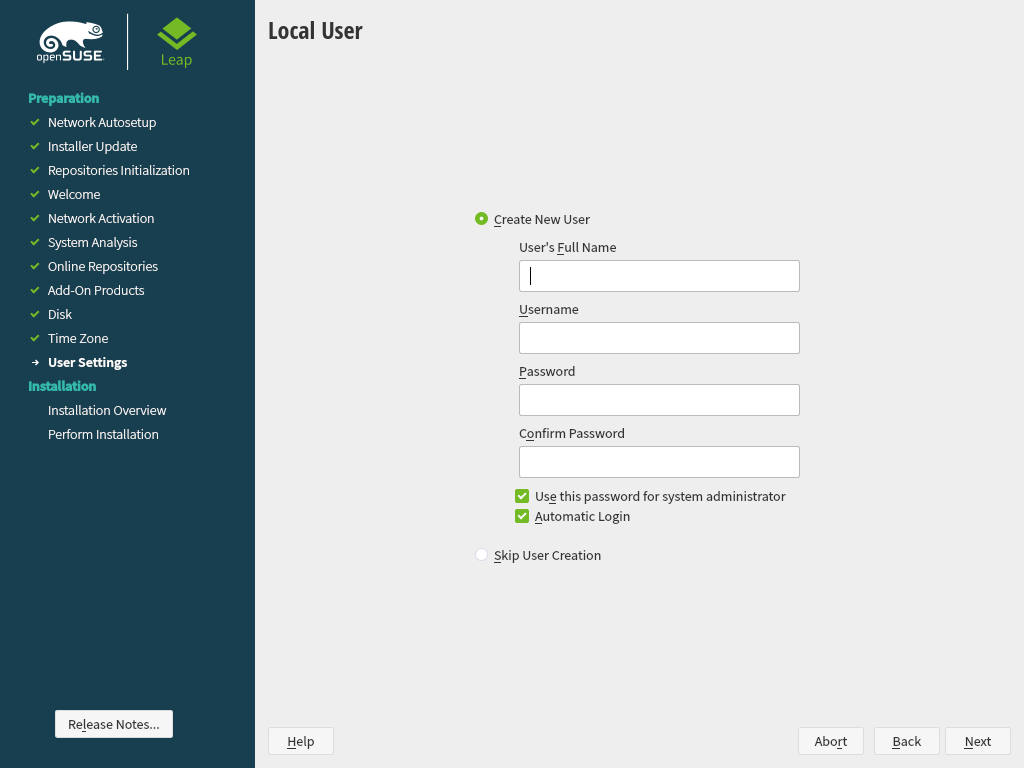 openSUSE
Leap
Preparation
Network Autosetup
Installer Update
Repositories Initialization
Welcome
Network Activation
System Analysis
Online Repositories
Add-On Products
Disk
Time Zone
User Settings
Installation
Installation Overview
Perform Installation
Release Notes...
Local User
Create New User
User's Full Name
Username
Password
Confirm Password
Use this password for system administrator
Automatic Login
Skip User Creation
Help
Abort
Back
Next